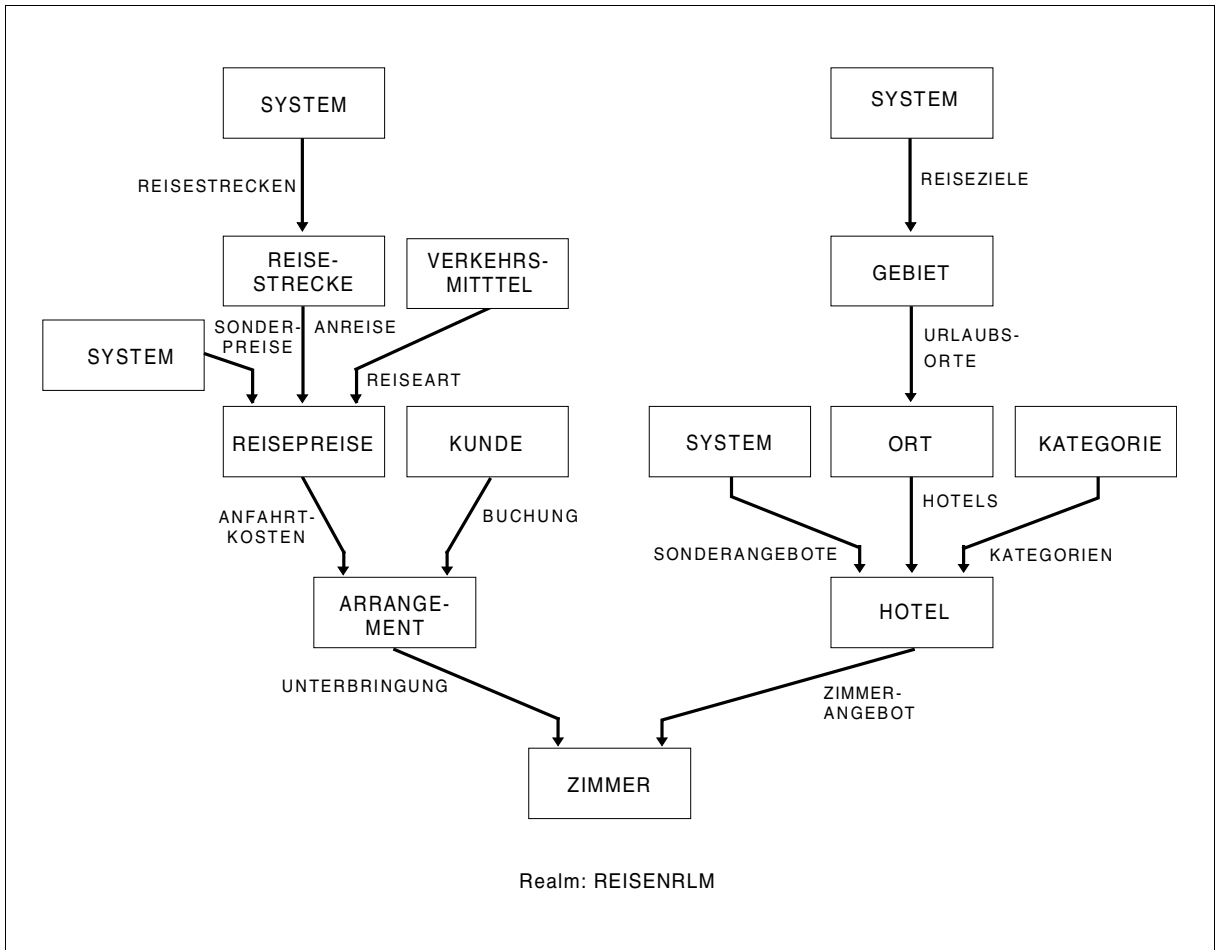 SYSTEM
SYSTEM
REISESTRECKEN
REISEZIELE
REISE-
STRECKE
VERKEHRS-
MITTTEL
GEBIET
SONDER-
PREISE
ANREISE
SYSTEM
REISEART
URLAUBS-
ORTE
REISEPREISE
KUNDE
SYSTEM
ORT
KATEGORIE
ANFAHRT-
KOSTEN
BUCHUNG
HOTELS
SONDERANGEBOTE
KATEGORIEN
ARRANGE-
MENT
HOTEL
UNTERBRINGUNG
ZIMMER-
ANGEBOT
ZIMMER
Realm: REISENRLM